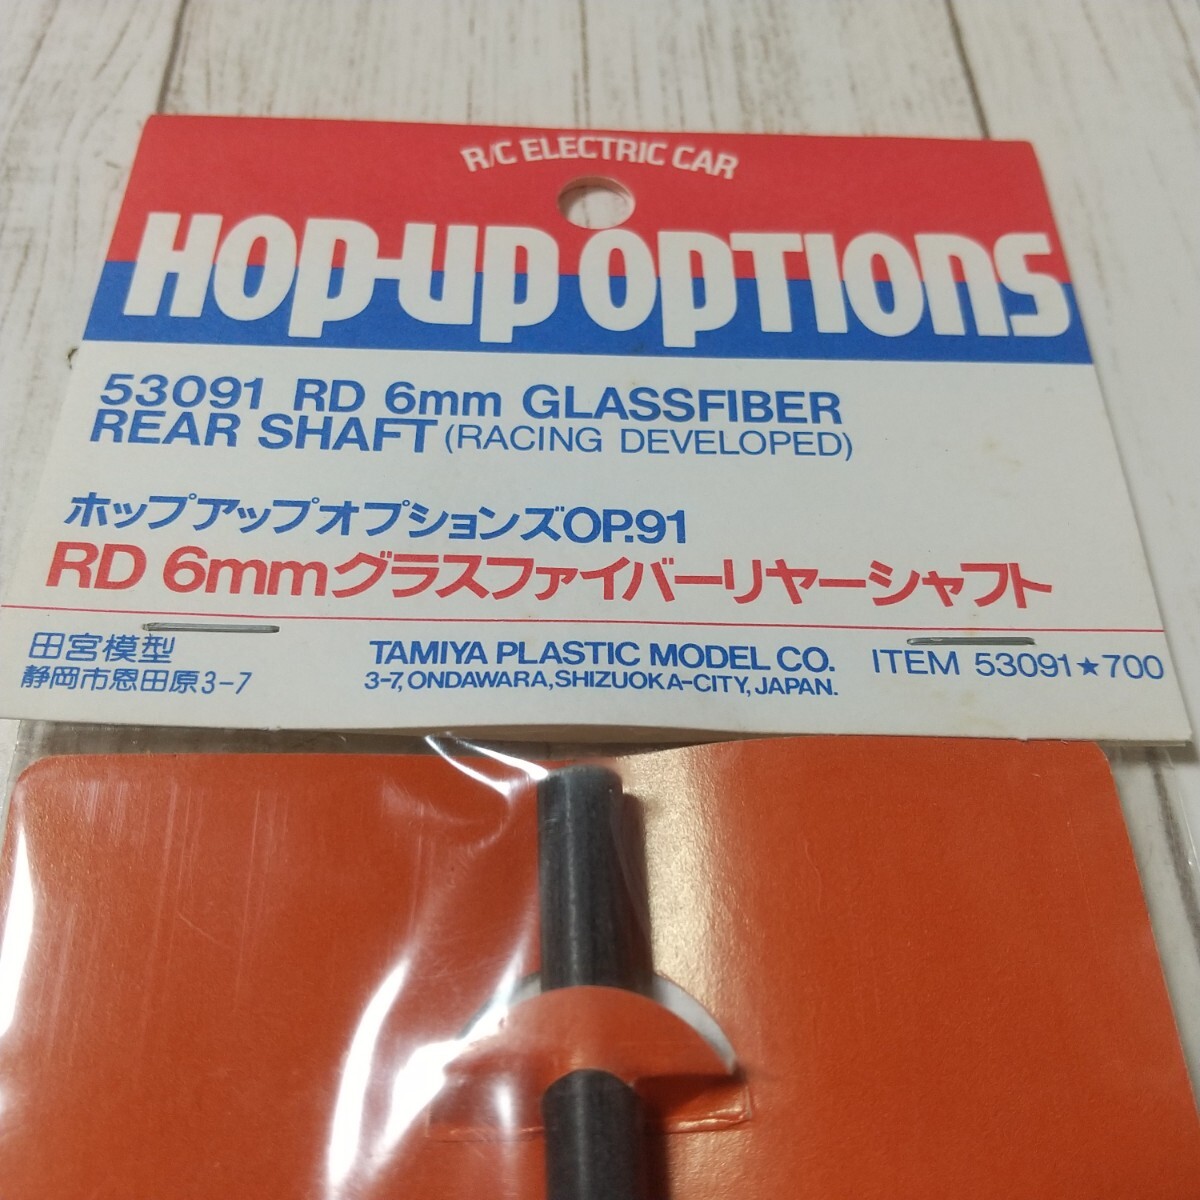 R/C ELECTRIC CAR
HOP-UP OPTIONS
53091 RD 6mm GLASSFIBER
REAR SHAFT (RACING DEVELOPED)
ホップアップオプションズOP.91
RD 6mmグラスファイバーリヤーシャフト
田宮模型
静岡市恩田原3-7
TAMIYA PLASTIC MODEL CO.
3-7, ONDAWARA, SHIZUOKA-CITY, JAPAN.
ITEM 53091★700